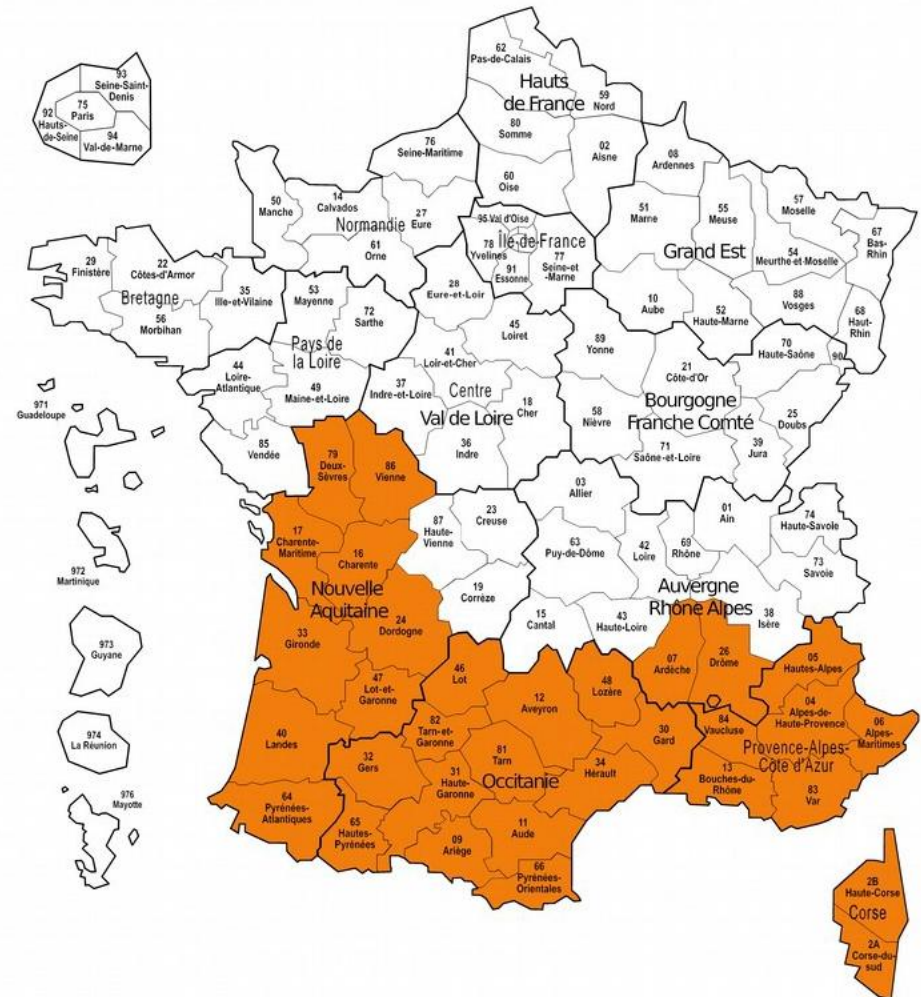 93
Seine-Saint-
Denis
75
Paris
92
Hauts-
de-Seine
94
Val-de-Marne
62
Pas-de-Calais
Hauts
de France
59
Nord
80
Somme
02
Aisne
60
Oise
76
Seine-Maritime
08
Ardennes
50
Manche
14
Calvados
Normandie
27
Eure
61
Orne
95 Val d'Oise
Île-de-France
78
Yvelines
91
Essonne
77
Seine-et
-Marne
51
Marne
55
Meuse
57
Moselle
67
Bas-
Rhin
Grand Est
54
Meurthe-et-Moselle
10
Aube
52
Haute-Marne
88
Vosges
68
Haut-
Rhin
29
Finistère
22
Côtes-d'Armor
Bretagne
56
Morbihan
35
Ille-et-Vilaine
53
Mayenne
72
Sarthe
Pays de
la Loire
44
Loire-
Atlantique
49
Maine-et-Loire
85
Vendée
28
Eure-et-Loir
45
Loiret
41
Loir-et-Cher
37
Indre-et-Loire
Centre
Val de Loire
18
Cher
36
Indre
89
Yonne
21
Côte-d'Or
70
Haute-Saône
90
Bourgogne
Franche Comté
58
Nièvre
71
Saône-et-Loire
25
Doubs
39
Jura
971
Guadeloupe
972
Martinique
973
Guyane
974
La Réunion
976
Mayotte
79
Deux-
Sèvres
86
Vienne
87
Haute-
Vienne
23
Creuse
17
Charente-
Maritime
16
Charente
19
Corrèze
Nouvelle
Aquitaine
33
Gironde
24
Dordogne
47
Lot-et-
Garonne
40
Landes
64
Pyrénées-
Atlantiques
03
Allier
63
Puy-de-Dôme
42
Loire
69
Rhône
01
Ain
74
Haute-Savoie
73
Savoie
Auvergne
Rhône Alpes
15
Cantal
43
Haute-Loire
38
Isère
07
Ardèche
26
Drôme
46
Lot
12
Aveyron
48
Lozère
82
Tarn-et-
Garonne
81
Tarn
30
Gard
32
Gers
31
Haute-
Garonne
34
Hérault
Occitanie
65
Hautes-
Pyrénées
09
Ariège
11
Aude
66
Pyrénées-
Orientales
05
Hautes-Alpes
04
Alpes-de-
Haute-Provence
06
Alpes-
Maritimes
84
Vaucluse
Provence-Alpes-
Côte d'Azur
13
Bouches-du-
Rhône
83
Var
2B
Haute-Corse
Corse
2A
Corse-du-
sud